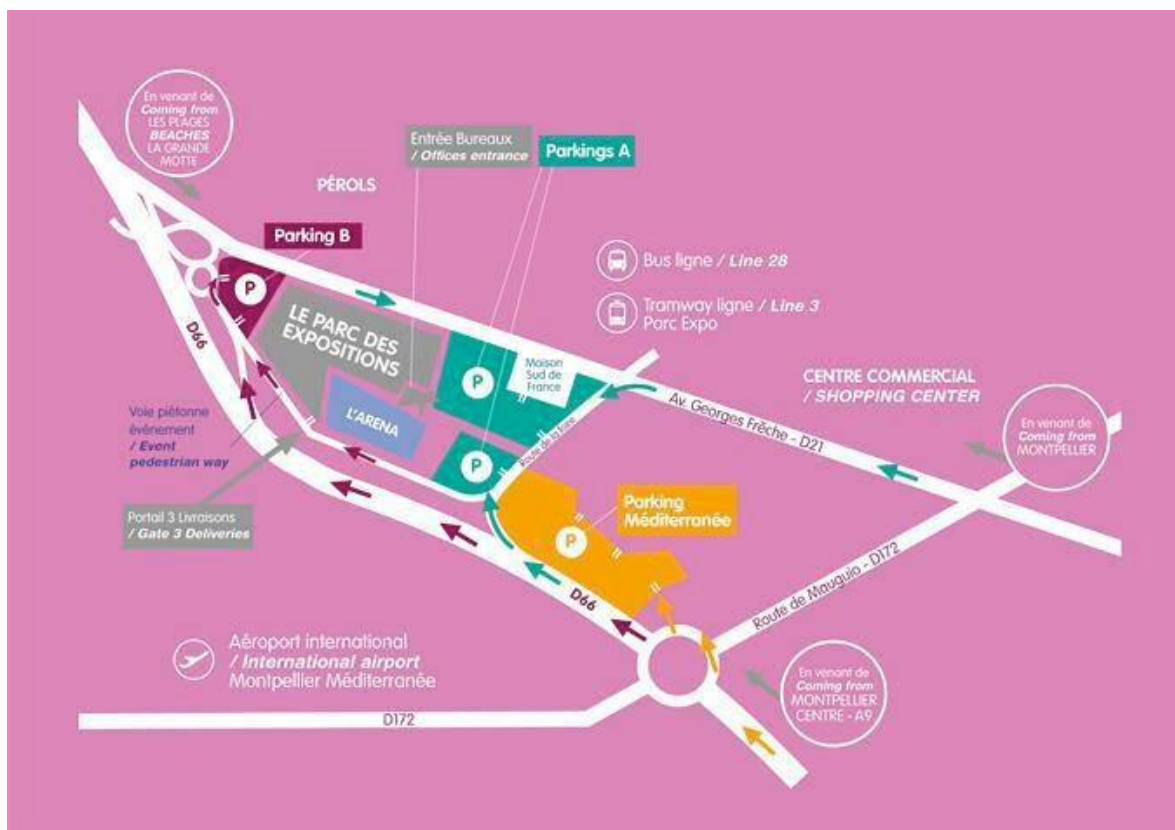 En venant de
Coming from
LES PLAGES
BEACHES
LA GRANDE
MOTTE
Entrée Bureaux
/ Offices entrance
Parkings A
PÉROLS
Parking B
Bus ligne / Line 28
Tramway ligne / Line 3
Parc Expo
P
LE PARC DES
EXPOSITIONS
D66
Maison
Sud de
France
P
CENTRE COMMERCIAL
/ SHOPPING CENTER
Av. Georges Frêche - D21
En venant de
Coming from
MONTPELLIER
L'ARENA
Voie piétonne
événement
/ Event
pedestrian way
Route de la Foire
P
Parking
Méditerranée
P
Portail 3 Livraisons
/ Gate 3 Deliveries
D66
Route de Mauguio - D172
Aéroport international
/ International airport
Montpellier Méditerranée
En venant de
Coming from
MONTPELLIER
CENTRE - A9
D172